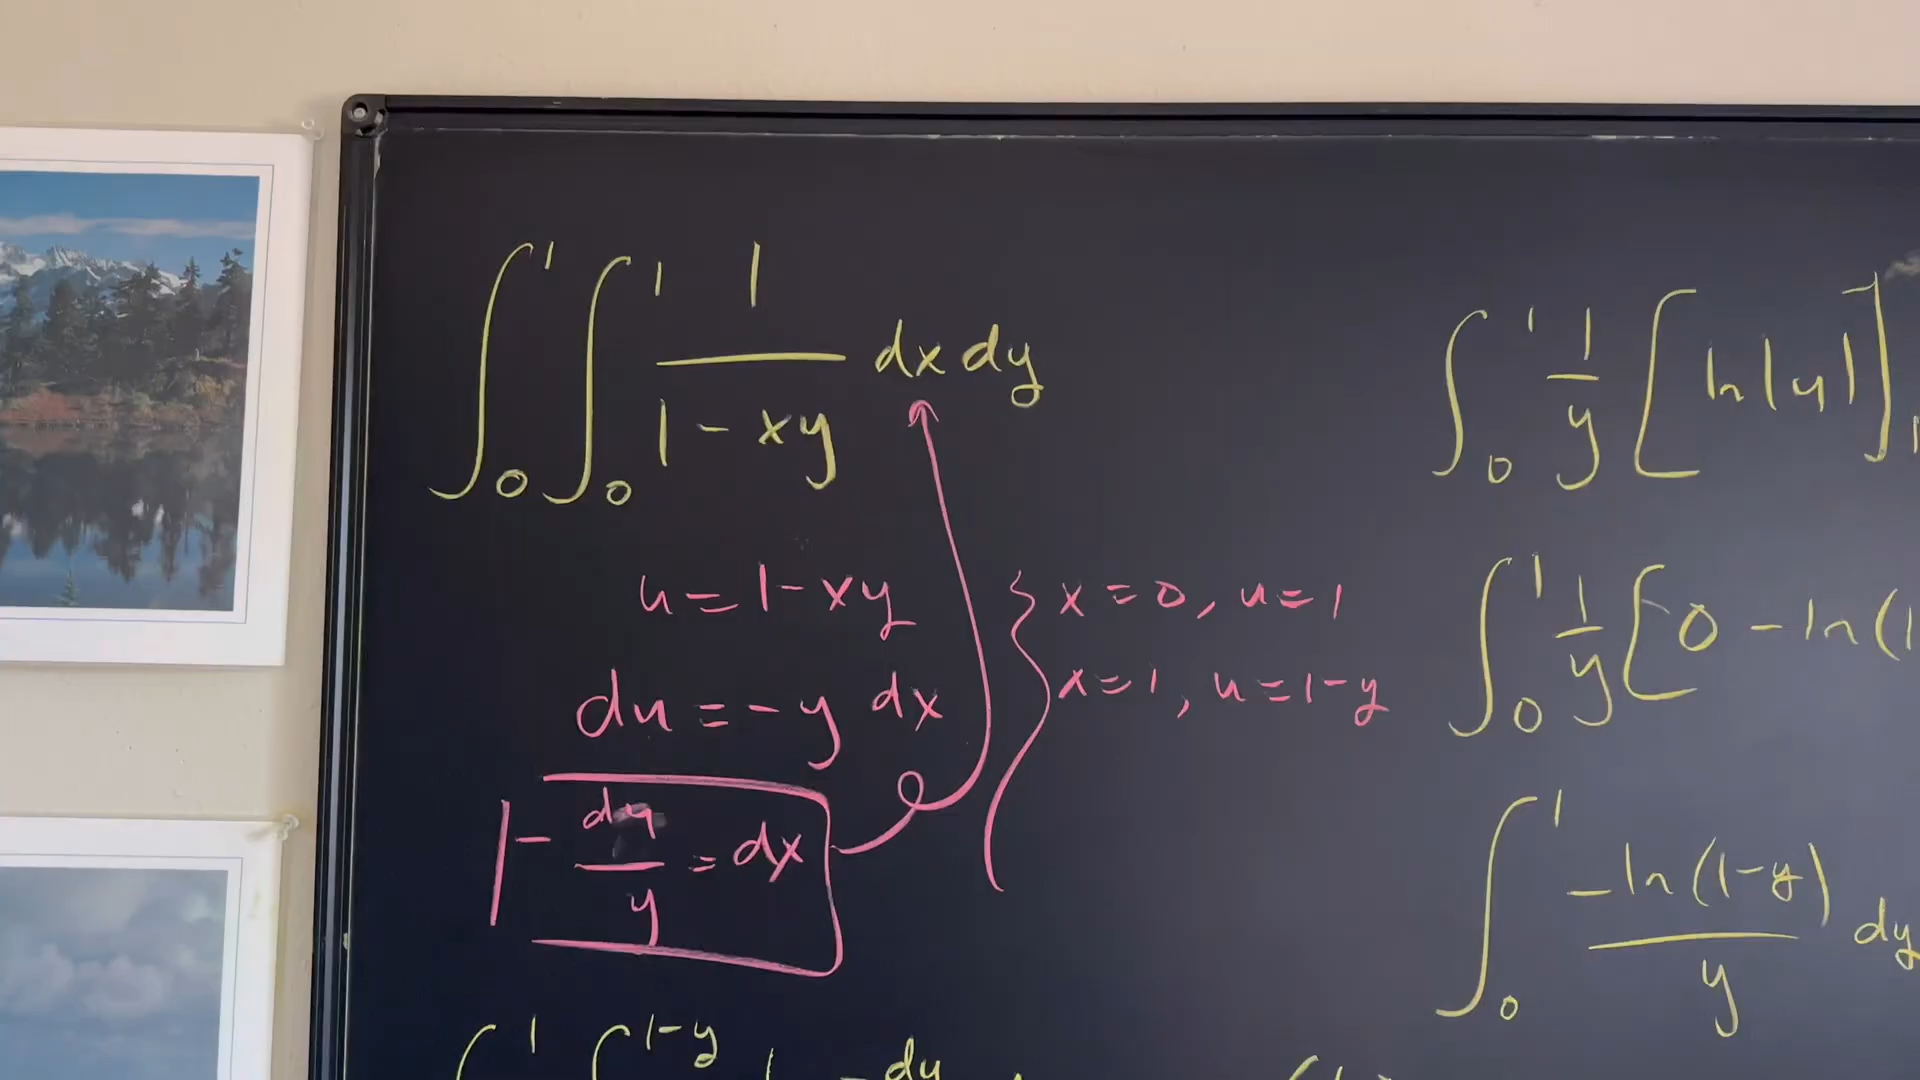 ∫₀¹ ∫₀¹ 1/(1-xy) dx dy
u = 1-xy
du = -y dx
- du/y = dx
{ x=0, u=1
x=1, u=1-y
∫₀¹ 1/y [ln|u|]
∫₀¹ 1/y [0 - ln(1
∫₀¹ -ln(1-y)/y dy